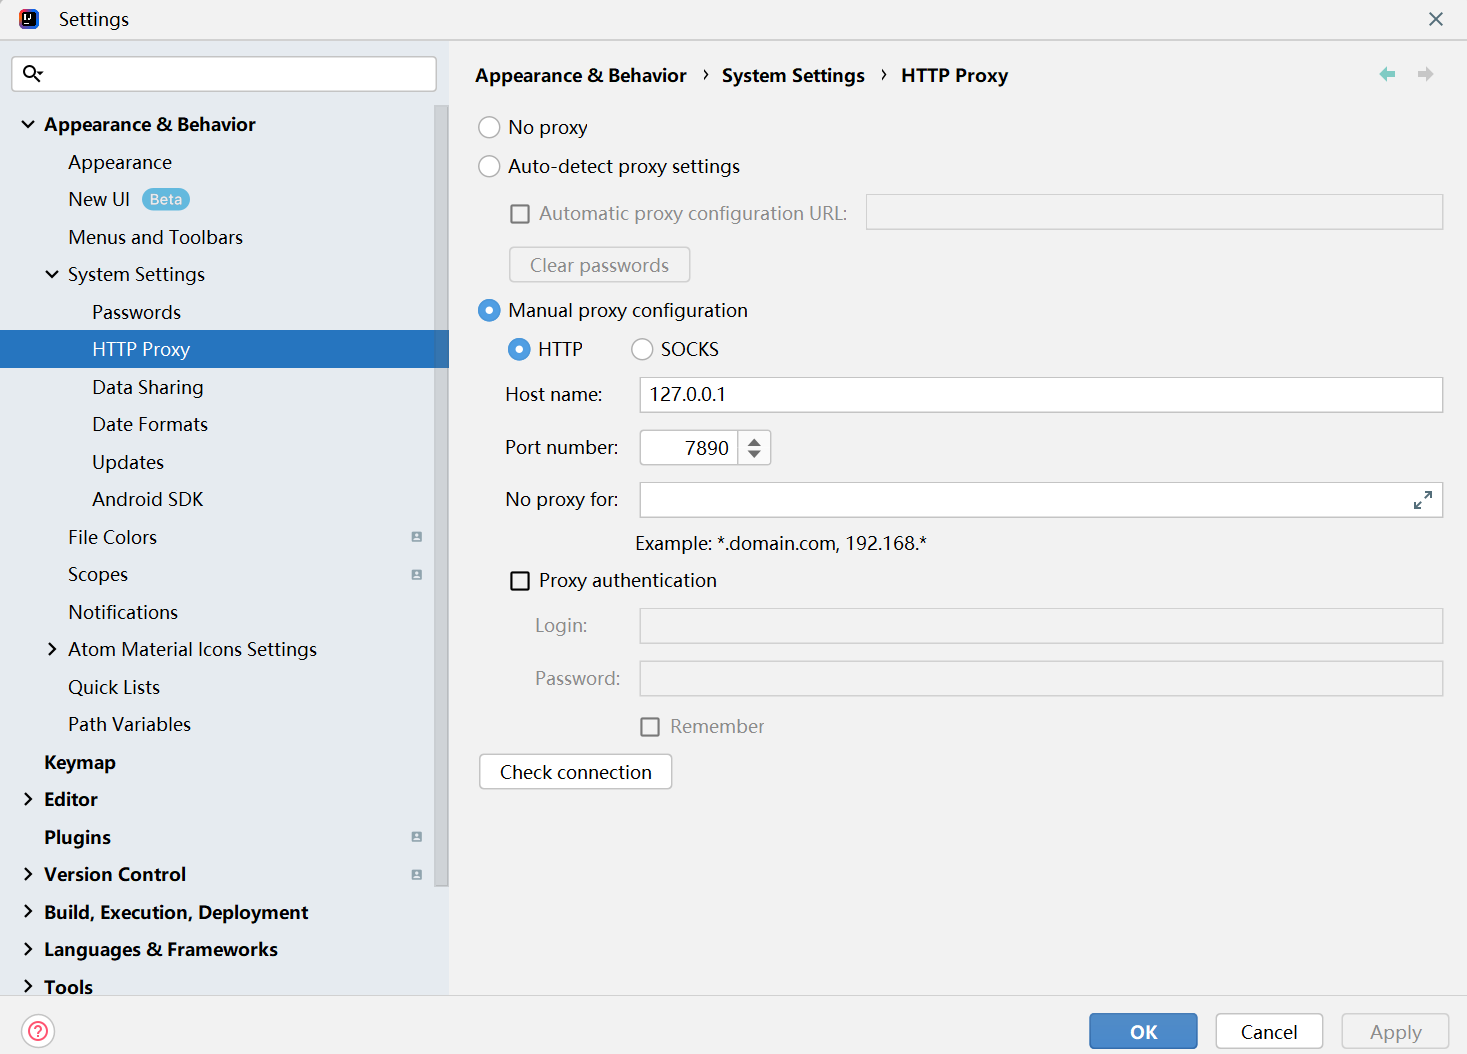 Settings
Appearance & Behavior
Appearance
New UI Beta
Menus and Toolbars
System Settings
Passwords
HTTP Proxy
Data Sharing
Date Formats
Updates
Android SDK
File Colors
Scopes
Notifications
Atom Material Icons Settings
Quick Lists
Path Variables
Keymap
Editor
Plugins
Version Control
Build, Execution, Deployment
Languages & Frameworks
Tools
Appearance & Behavior › System Settings › HTTP Proxy
No proxy
Auto-detect proxy settings
Automatic proxy configuration URL:
Clear passwords
Manual proxy configuration
HTTP SOCKS
Host name: 127.0.0.1
Port number: 7890
No proxy for:
Example: *.domain.com, 192.168.*
Proxy authentication
Login:
Password:
Remember
Check connection
OK Cancel Apply